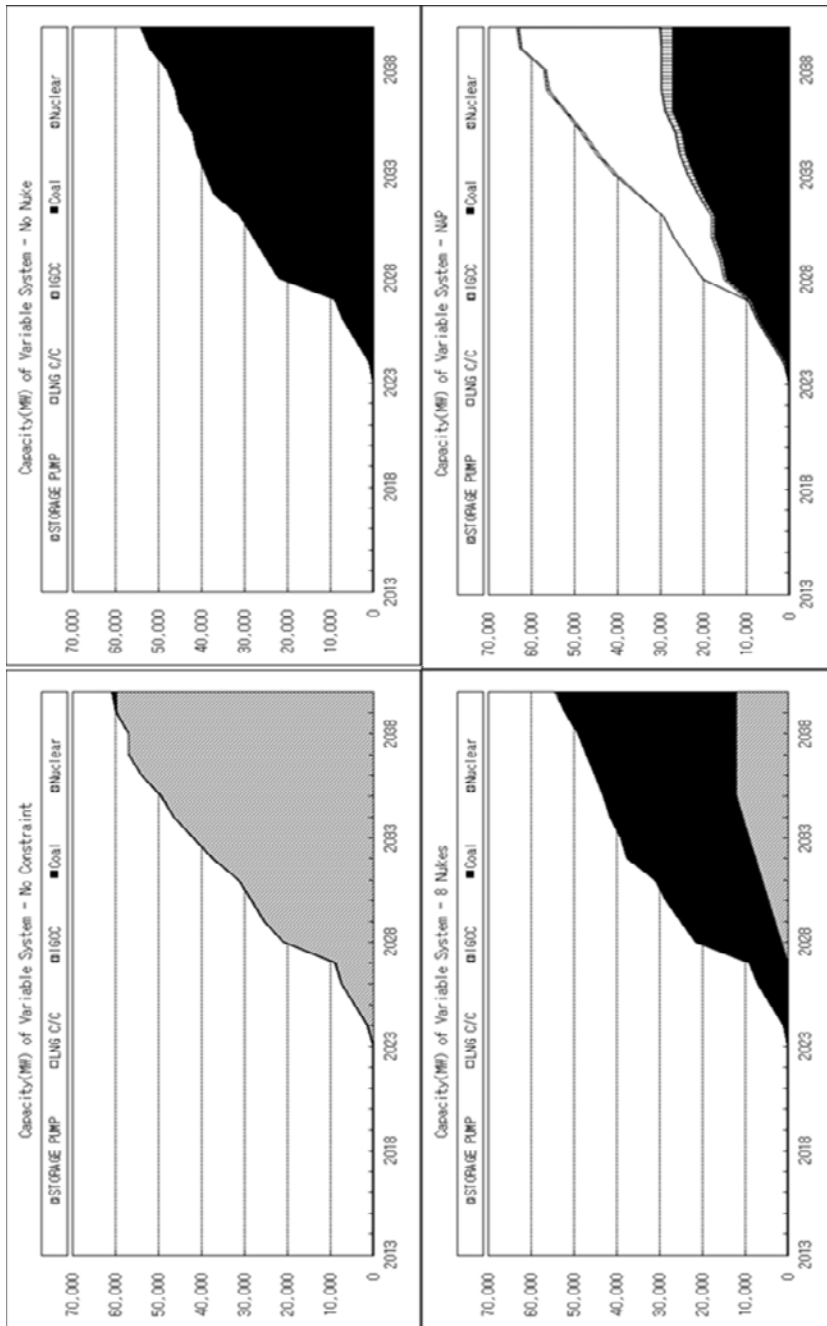 Capacity(MW) of Variable System - No Constraint
STORAGE PUMP LNG C/C IGCC Coal Nuclear
70,000
60,000
50,000
40,000
30,000
20,000
10,000
0
2013 2018 2023 2028 2033 2038
Capacity(MW) of Variable System - No Nuke
STORAGE PUMP LNG C/C IGCC Coal Nuclear
70,000
60,000
50,000
40,000
30,000
20,000
10,000
0
2013 2018 2023 2028 2033 2038
Capacity(MW) of Variable System - 8 Nukes
STORAGE PUMP LNG C/C IGCC Coal Nuclear
70,000
60,000
50,000
40,000
30,000
20,000
10,000
0
2013 2018 2023 2028 2033 2038
Capacity(MW) of Variable System - NAP
STORAGE PUMP LNG C/C IGCC Coal Nuclear
70,000
60,000
50,000
40,000
30,000
20,000
10,000
0
2013 2018 2023 2028 2033 2038